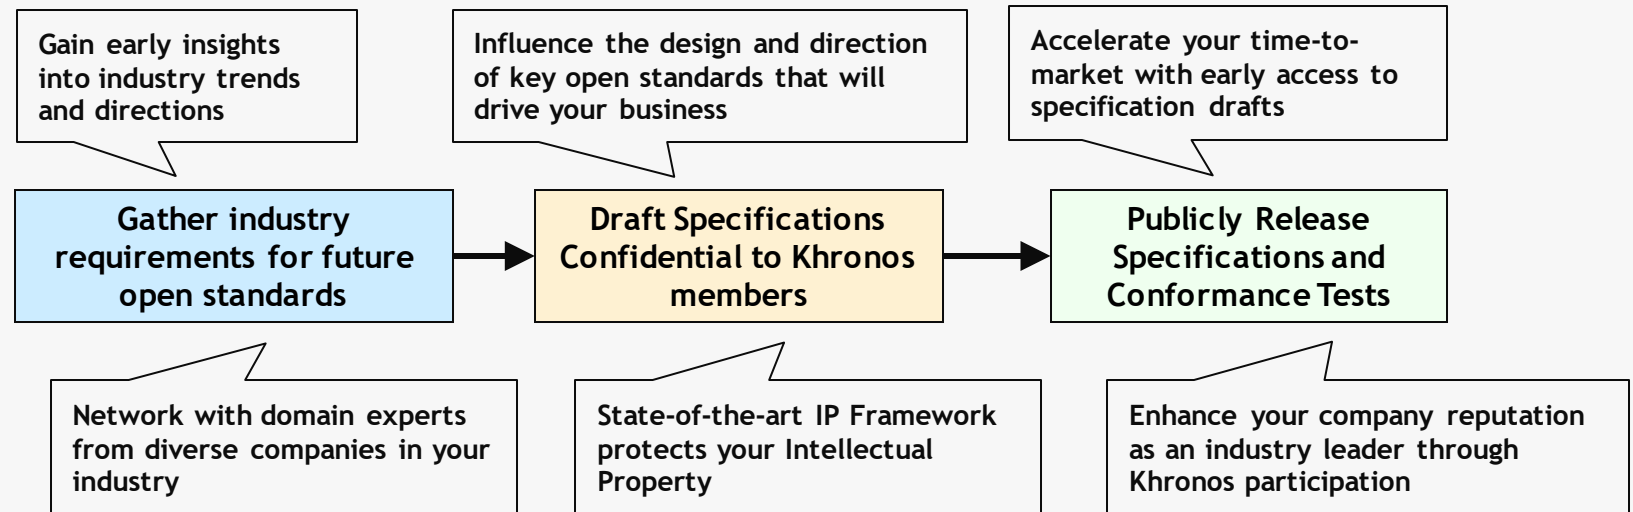 Gain early insights
into industry trends
and directions
Influence the design and direction
of key open standards that will
drive your business
Accelerate your time-to-
market with early access to
specification drafts
Gather industry
requirements for future
open standards
Draft Specifications
Confidential to Khronos
members
Publicly Release
Specifications and
Conformance Tests
Network with domain experts
from diverse companies in your
industry
State-of-the-art IP Framework
protects your Intellectual
Property
Enhance your company reputation
as an industry leader through
Khronos participation